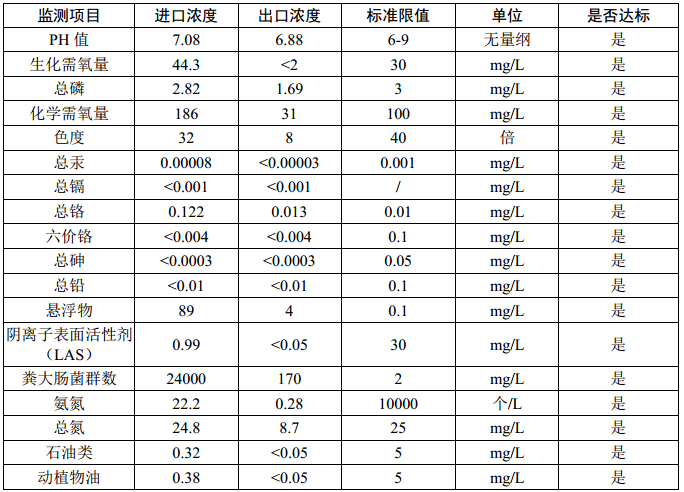 监测项目 进口浓度 出口浓度 标准限值 单位 是否达标
PH 值 7.08 6.88 6-9 无量纲 是
生化需氧量 44.3 <2 30 mg/L 是
总磷 2.82 1.69 3 mg/L 是
化学需氧量 186 31 100 mg/L 是
色度 32 8 40 倍 是
总汞 0.00008 <0.00003 0.001 mg/L 是
总镉 <0.001 <0.001 / mg/L 是
总铬 0.122 0.013 0.01 mg/L 是
六价铬 <0.004 <0.004 0.1 mg/L 是
总砷 <0.0003 <0.0003 0.05 mg/L 是
总铅 <0.01 <0.01 0.1 mg/L 是
悬浮物 89 4 0.1 mg/L 是
阴离子表面活性剂
（LAS） 0.99 <0.05 30 mg/L 是
粪大肠菌群数 24000 170 2 mg/L 是
氨氮 22.2 0.28 10000 个/L 是
总氮 24.8 8.7 25 mg/L 是
石油类 0.32 <0.05 5 mg/L 是
动植物油 0.38 <0.05 5 mg/L 是